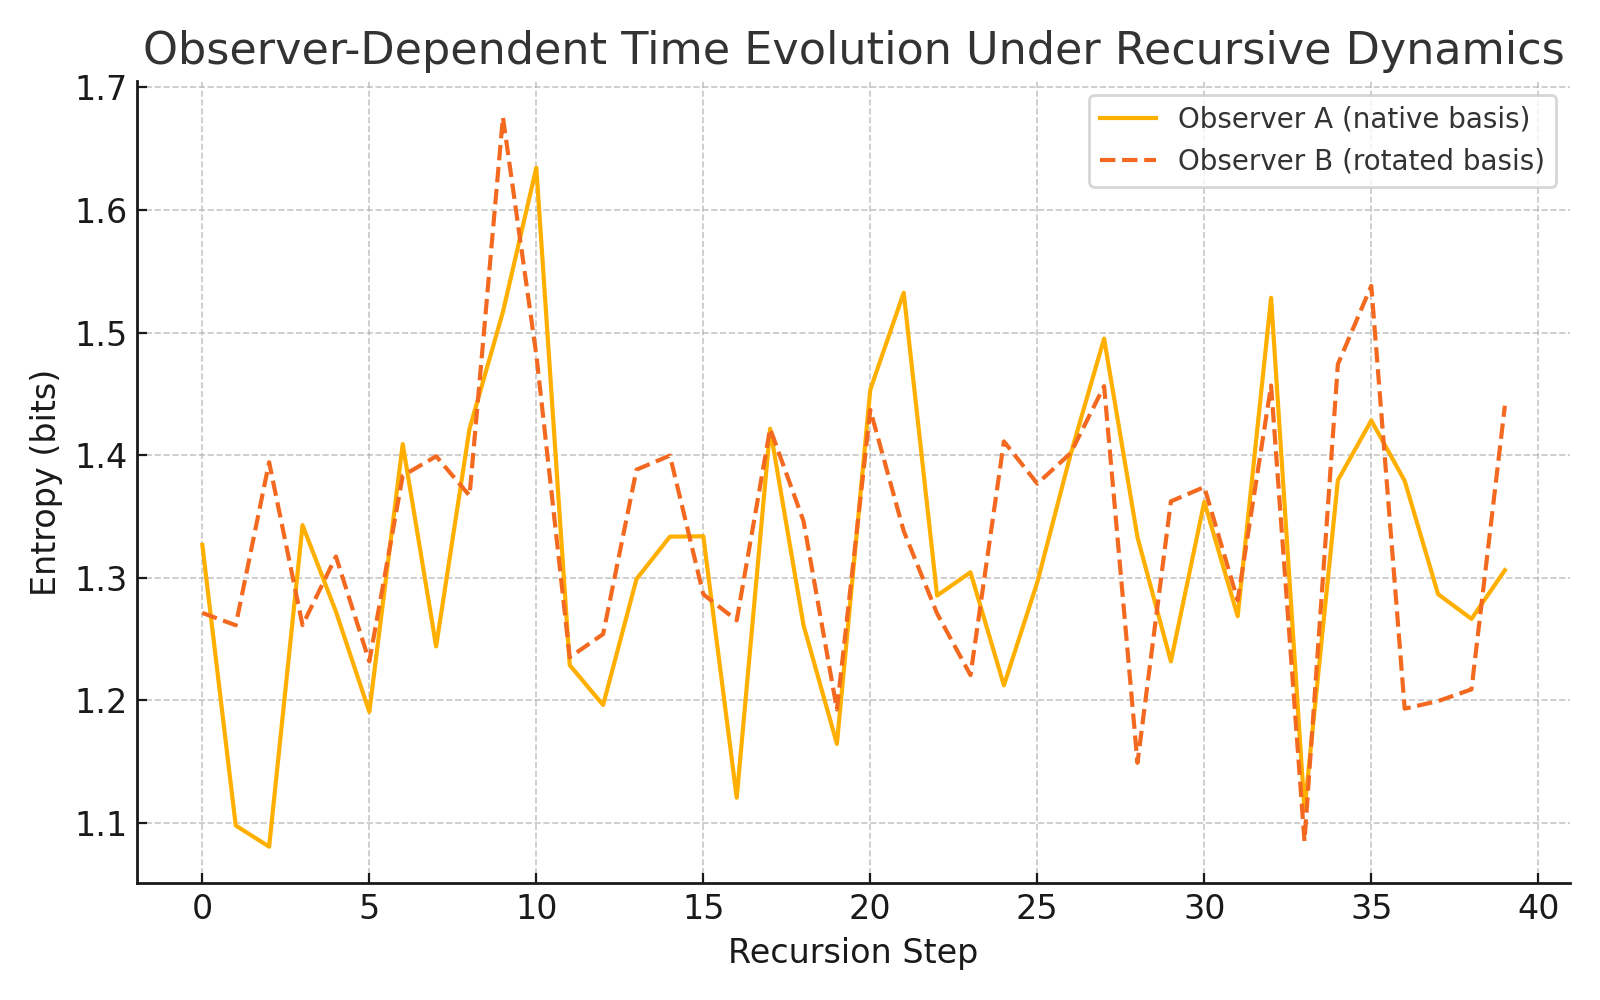 Observer-Dependent Time Evolution Under Recursive Dynamics
Observer A (native basis)
Observer B (rotated basis)
Entropy (bits)
1.7
1.6
1.5
1.4
1.3
1.2
1.1
0 5 10 15 20 25 30 35 40
Recursion Step